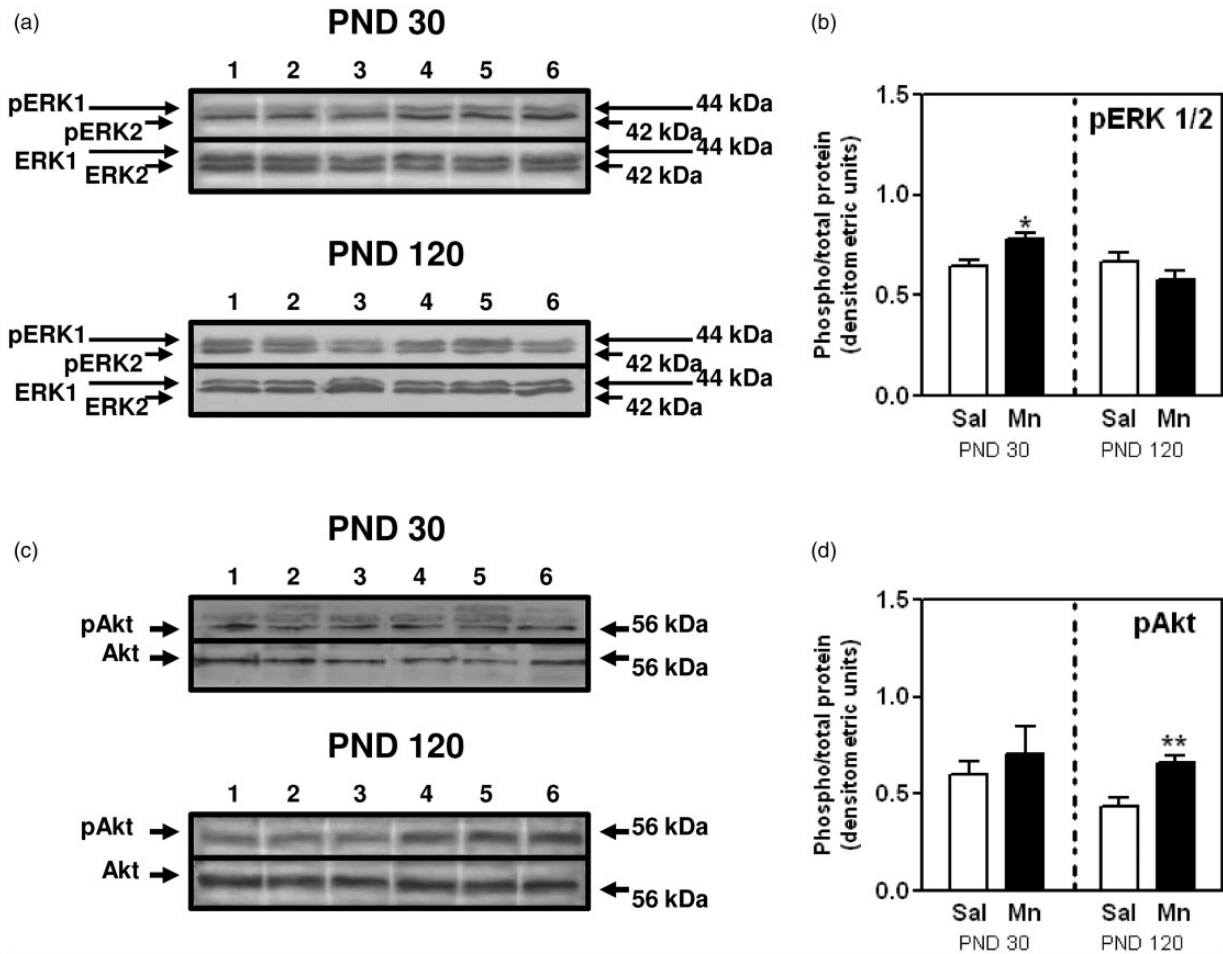 (a)
PND 30
1 2 3 4 5 6
pERK1 44 kDa
pERK2 42 kDa
ERK1 44 kDa
ERK2 42 kDa
PND 120
1 2 3 4 5 6
pERK1 44 kDa
pERK2 42 kDa
ERK1 44 kDa
ERK2 42 kDa
(b)
pERK 1/2
Phospho/total protein
(densitometric units)
1.5
1.0
0.5
0.0
*
Sal Mn Sal Mn
PND 30 PND 120
(c)
PND 30
1 2 3 4 5 6
pAkt 56 kDa
Akt 56 kDa
PND 120
1 2 3 4 5 6
pAkt 56 kDa
Akt 56 kDa
(d)
pAkt
Phospho/total protein
(densitometric units)
1.5
1.0
0.5
0.0
**
Sal Mn Sal Mn
PND 30 PND 120